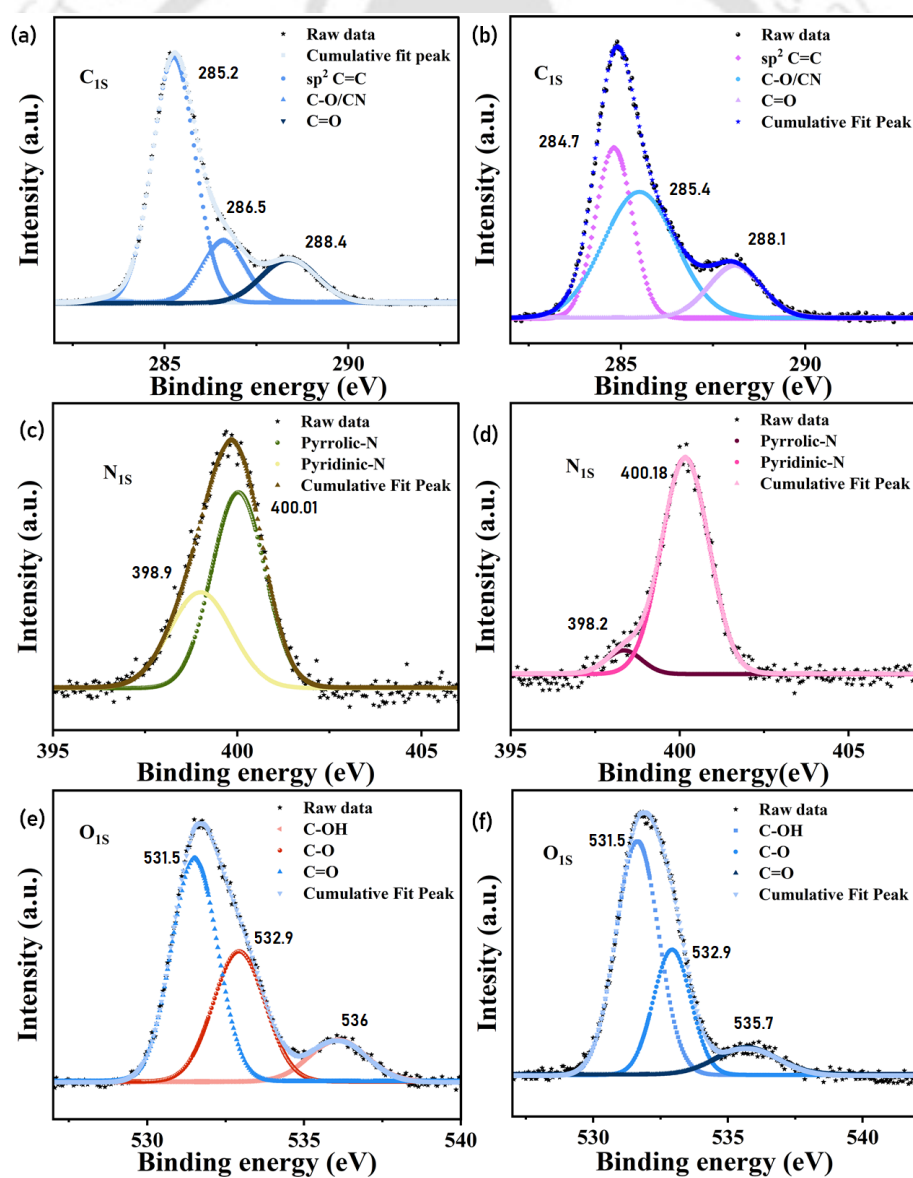 (a)
C1S
Raw data
Cumulative fit peak
sp2 C=C
C-O/CN
C=O
285.2
286.5
288.4
Intensity (a.u.)
285 290
Binding energy (eV)
(b)
C1S
Raw data
sp2 C=C
C-O/CN
C=O
Cumulative Fit Peak
284.7
285.4
288.1
Intensity (a.u.)
285 290
Binding energy (eV)
(c)
N1S
Raw data
Pyrrolic-N
Pyridinic-N
Cumulative Fit Peak
400.01
398.9
Intensity (a.u.)
395 400 405
Binding energy (eV)
(d)
N1S
Raw data
Pyrrolic-N
Pyridinic-N
Cumulative Fit Peak
400.18
398.2
Intensity (a.u.)
395 400 405
Binding energy(eV)
(e)
O1S
Raw data
C-OH
C-O
C=O
Cumulative Fit Peak
531.5
532.9
536
Intensity (a.u.)
530 535 540
Binding energy (eV)
(f)
O1S
Raw data
C-OH
C-O
C=O
Cumulative Fit Peak
531.5
532.9
535.7
Intesity (a.u.)
530 535 540
Binding energy (eV)